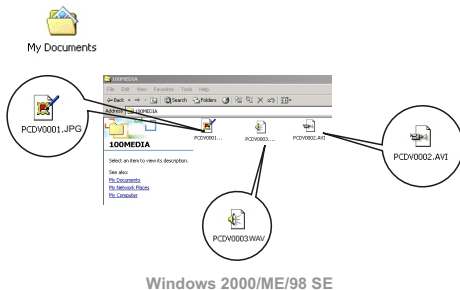 My Documents
100MEDIA
File Edit View Favorites Tools Help
Back Search Folders
Address 100MEDIA
PCDV0001.JPG
PCDV0001...
PCDV0003....
PCDV0002.AVI
PCDV0002.AVI
100MEDIA
Select an item to view its description.
See also:
My Documents
My Network Places
My Computer
PCDV0003.WAV
Windows 2000/ME/98 SE